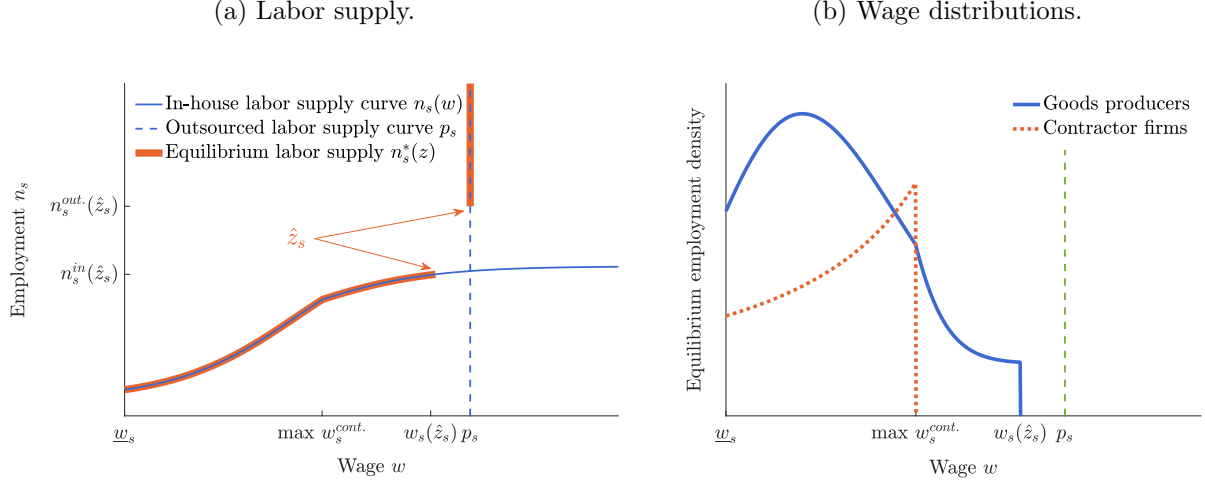 (a) Labor supply.
In-house labor supply curve n_s(w)
Outsourced labor supply curve p_s
Equilibrium labor supply n_s^*(z)
Employment n_s
n_s^{out.}(ẑ_s)
n_s^{in}(ẑ_s)
ẑ_s
w̲_s
max w_s^{cont.}
w_s(ẑ_s)
p_s
Wage w
(b) Wage distributions.
Goods producers
Contractor firms
Equilibrium employment density
w̲_s
max w_s^{cont.}
w_s(ẑ_s)
p_s
Wage w